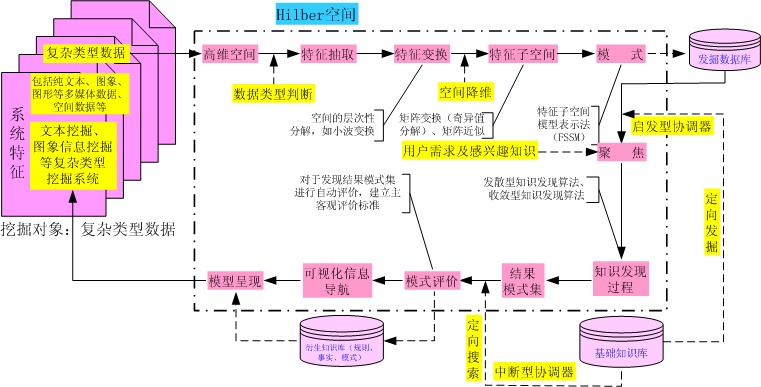 Hilber空间
复杂类型数据
高维空间
特征抽取
特征变换
特征子空间
模 式
发掘数据库
包括纯文本、图象、
图形等多媒体数据、
空间数据等
数据类型判断
空间降维
系统特征
文本挖掘、
图象信息挖掘
等复杂类型
挖掘系统
空间的层次性
分解，如小波变换
矩阵变换（奇异值
分解）、矩阵近似
特征子空间
模型表示法
（FSSM）
启发型协调器
用户需求及感兴趣知识
聚 焦
对于发现结果模式集
进行自动评价，建立主
客观评价标准
发散型知识发现算法、
收敛型知识发现算法
定向发掘
挖掘对象：复杂类型数据
模型呈现
可视化信息
导航
模式评价
结果
模式集
知识发现
过程
衍生知识库（规则、
事实、模式）
定向搜索
中断型协调器
基础知识库